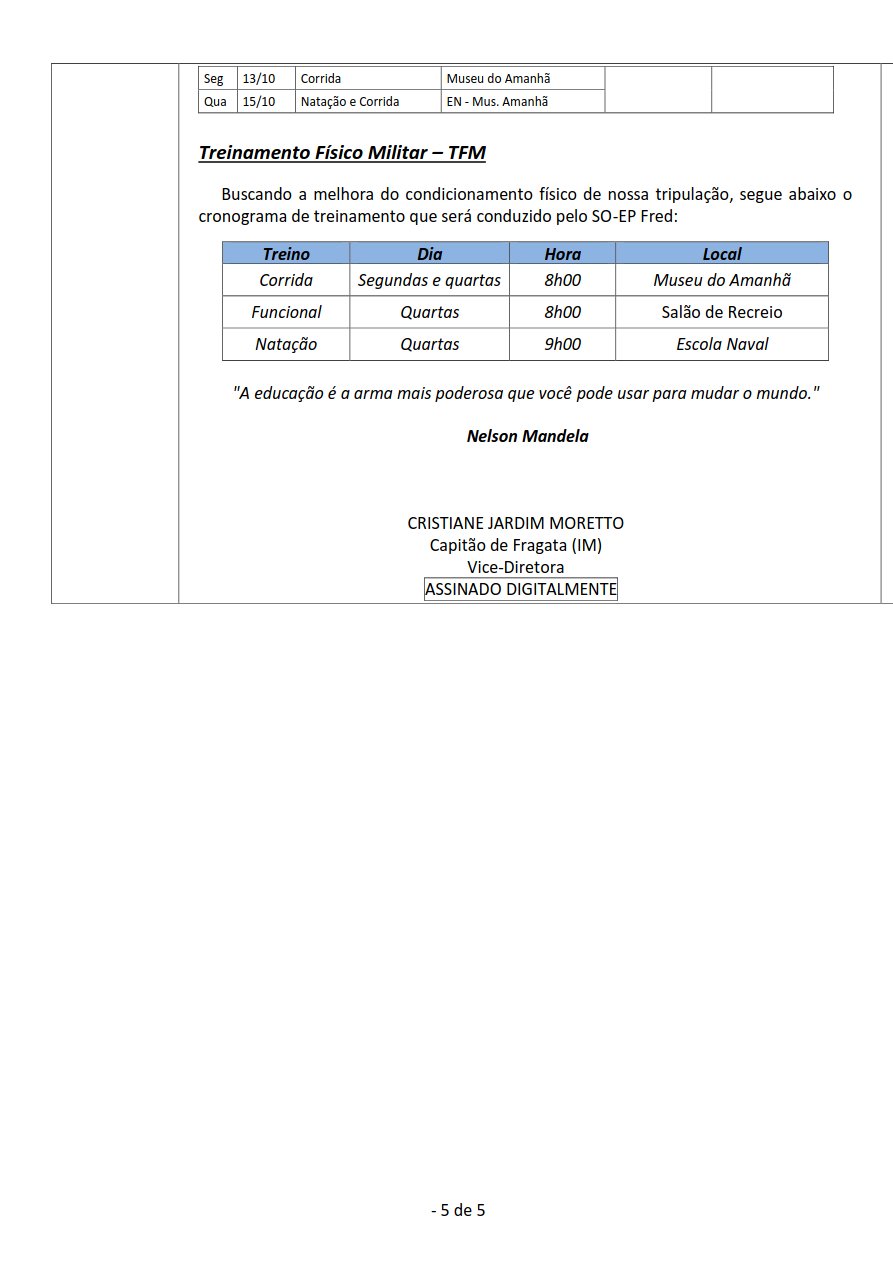 Seg 13/10 Corrida Museu do Amanhã
Qua 15/10 Natação e Corrida EN - Mus. Amanhã
Treinamento Físico Militar – TFM
Buscando a melhora do condicionamento físico de nossa tripulação, segue abaixo o
cronograma de treinamento que será conduzido pelo SO-EP Fred:
Treino Dia Hora Local
Corrida Segundas e quartas 8h00 Museu do Amanhã
Funcional Quartas 8h00 Salão de Recreio
Natação Quartas 9h00 Escola Naval
"A educação é a arma mais poderosa que você pode usar para mudar o mundo."
Nelson Mandela
CRISTIANE JARDIM MORETTO
Capitão de Fragata (IM)
Vice-Diretora
ASSINADO DIGITALMENTE
- 5 de 5